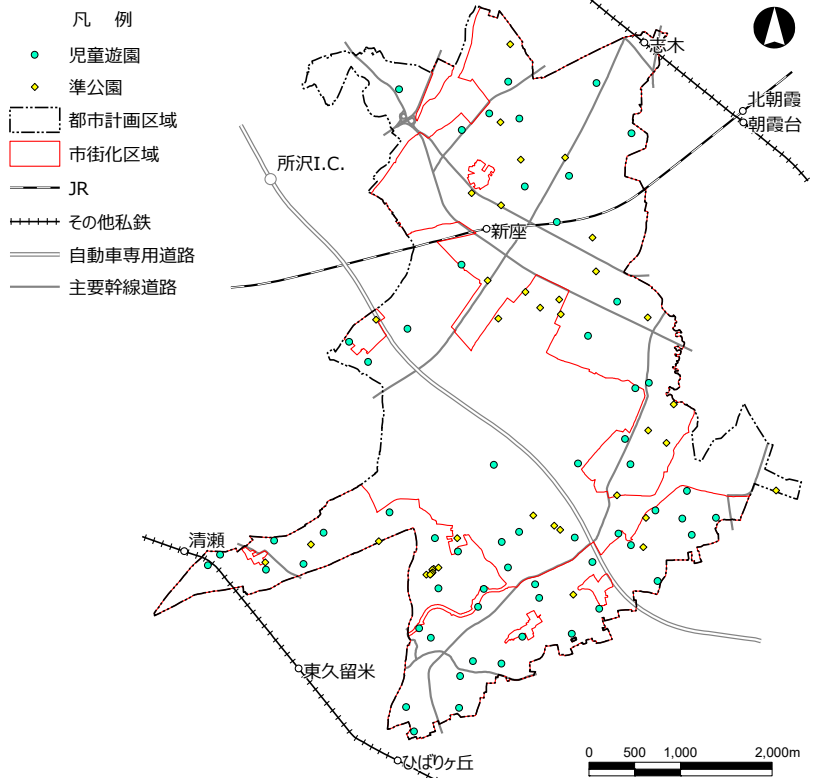 凡 例
児童遊園
準公園
都市計画区域
市街化区域
JR
その他私鉄
自動車専用道路
主要幹線道路
志木
北朝霞
朝霞台
所沢I.C.
新座
清瀬
東久留米
ひばりヶ丘
0 500 1,000 2,000m